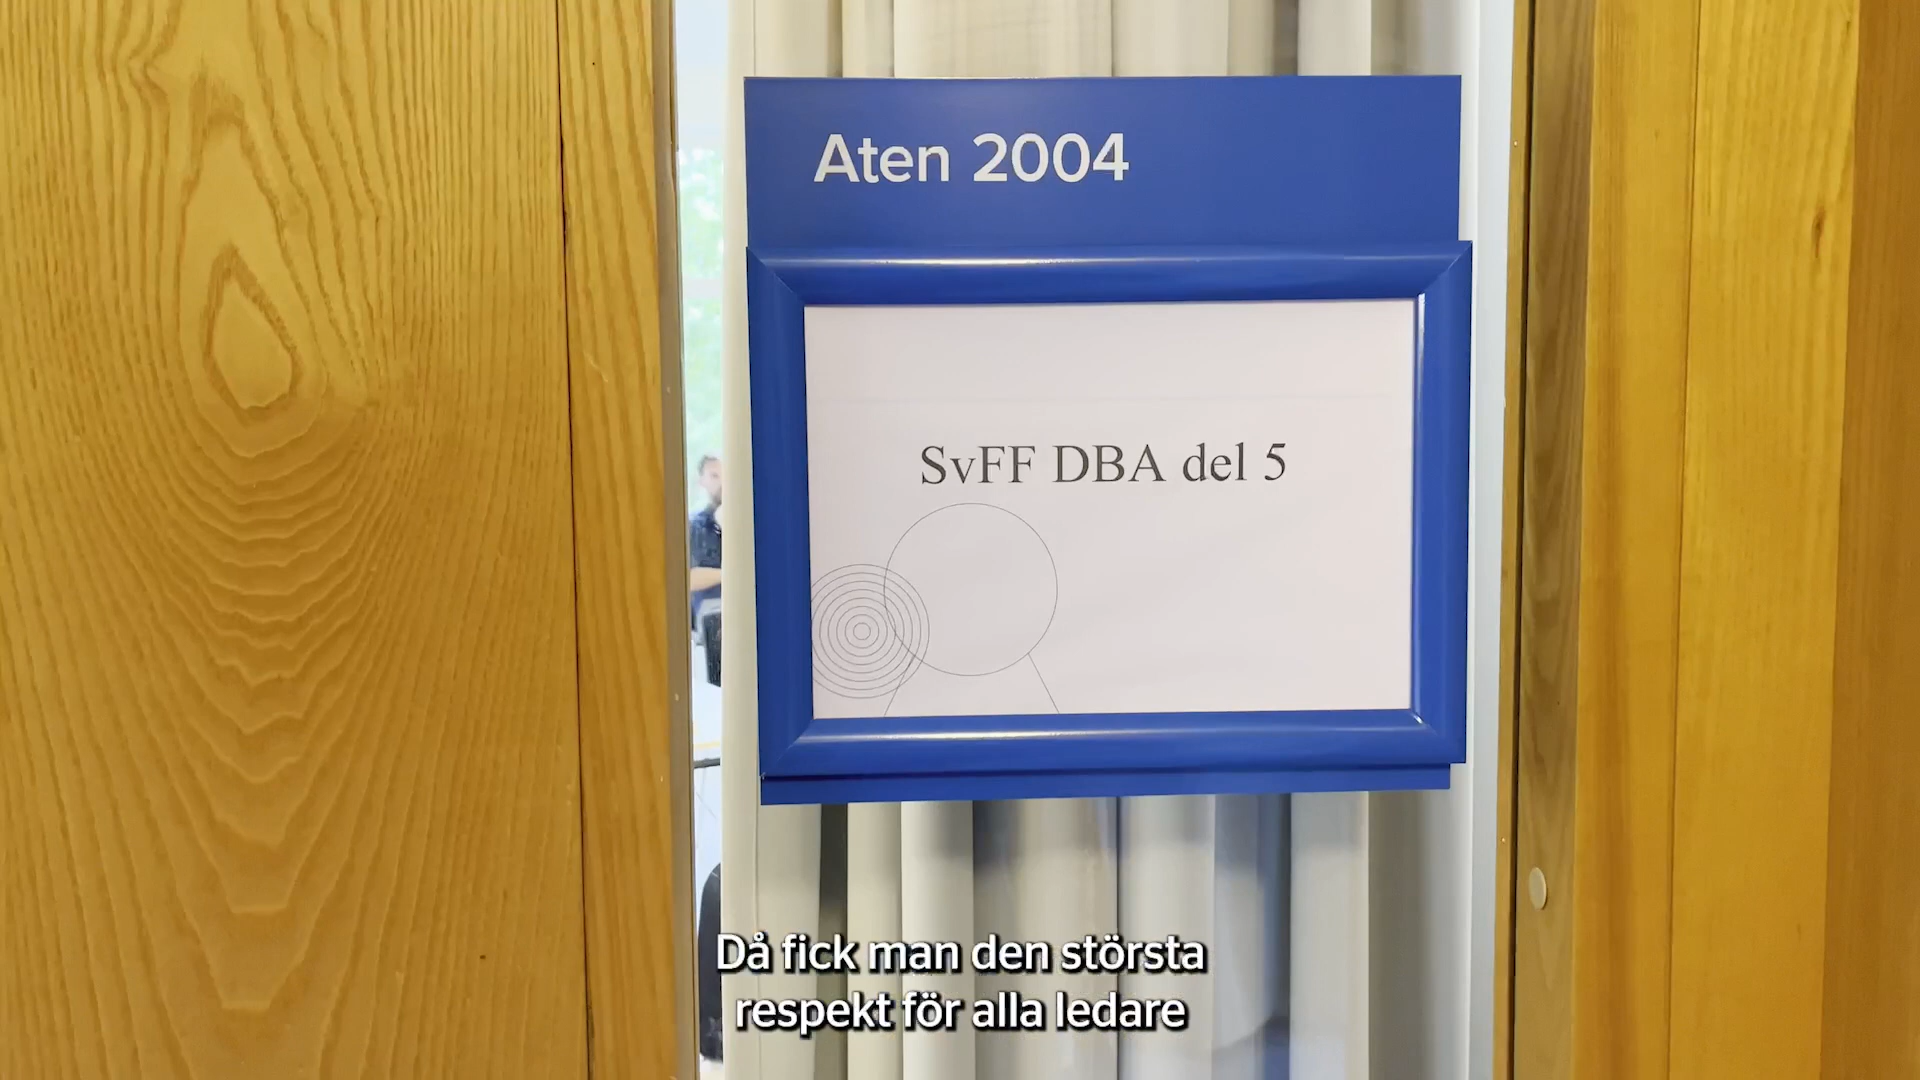 Aten 2004
SvFF DBA del 5
Då fick man den största
respekt för alla ledare